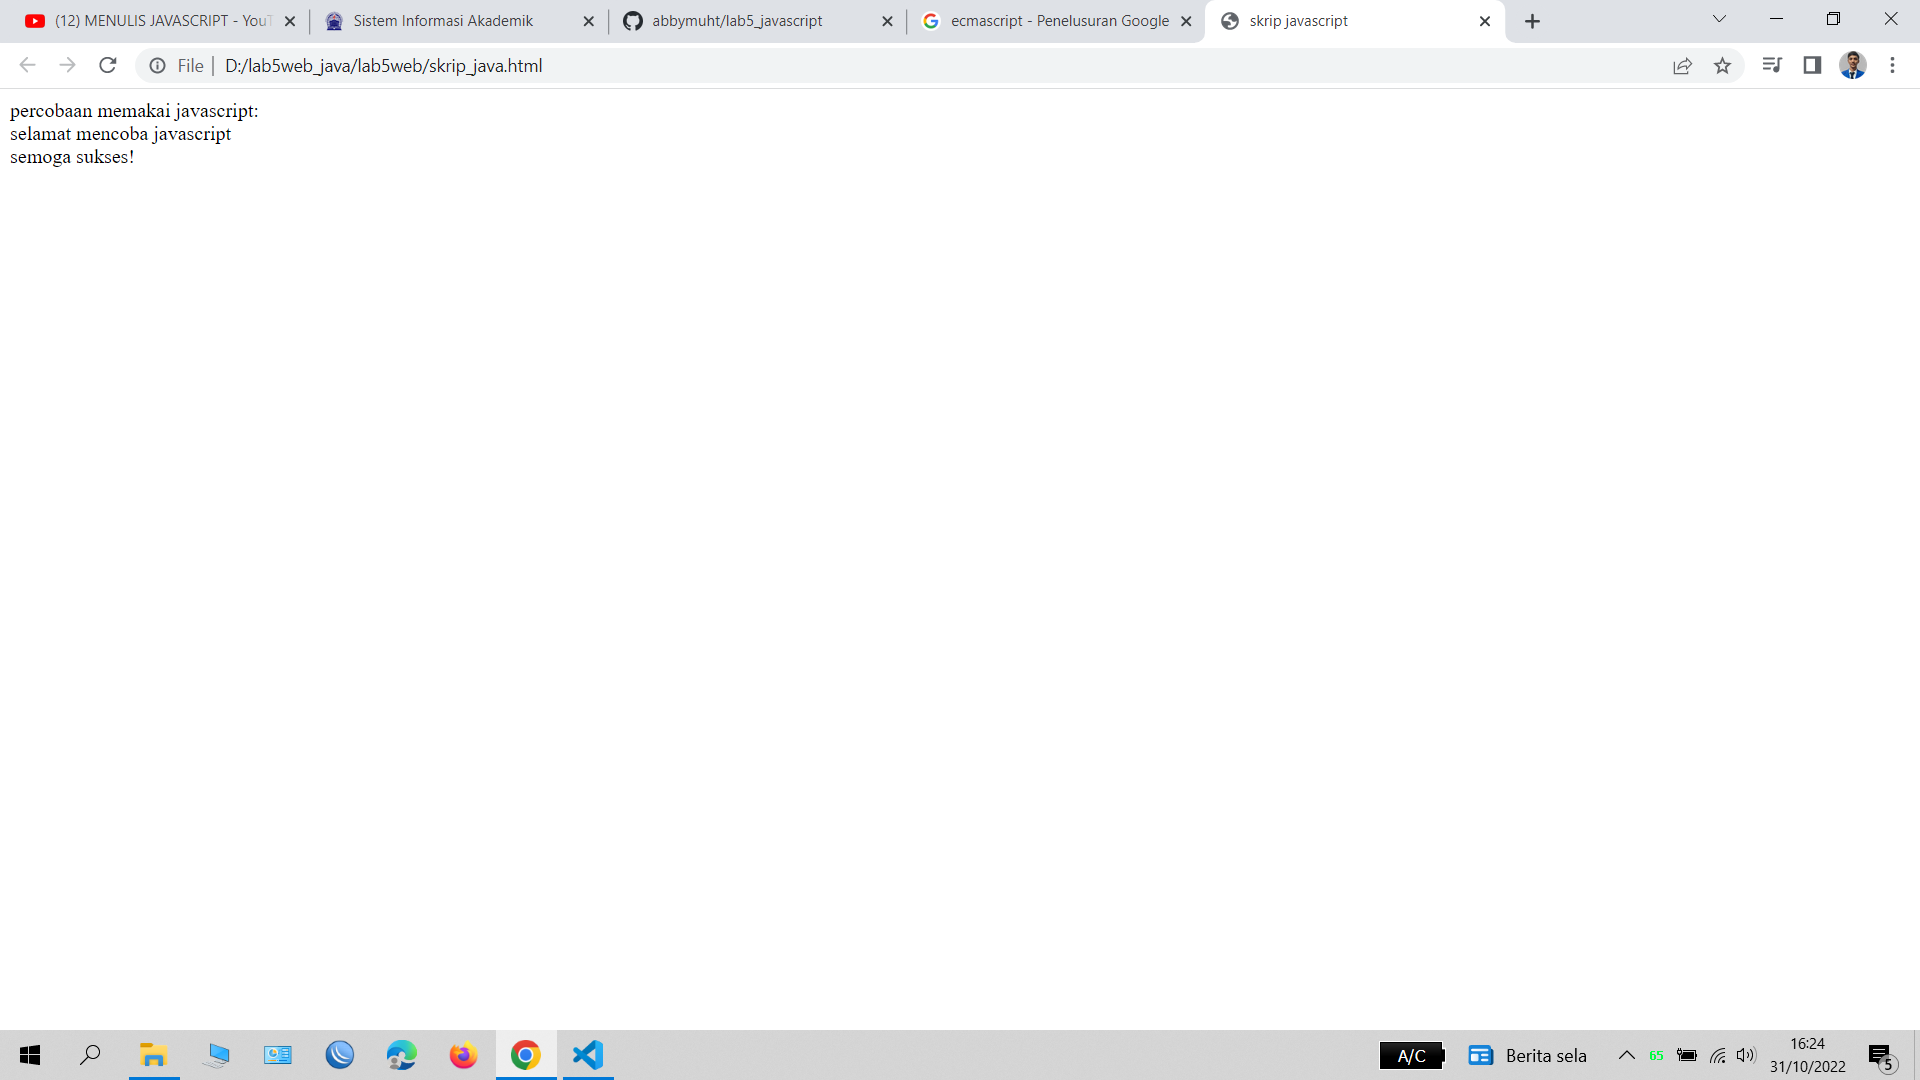 (12) MENULIS JAVASCRIPT - YouT
Sistem Informasi Akademik
abbymuht/lab5_javascript
ecmascript - Penelusuran Google
skrip javascript
File | D:/lab5web_java/lab5web/skrip_java.html
percobaan memakai javascript:
selamat mencoba javascript
semoga sukses!
A/C
Berita sela
65
16:24
31/10/2022
5